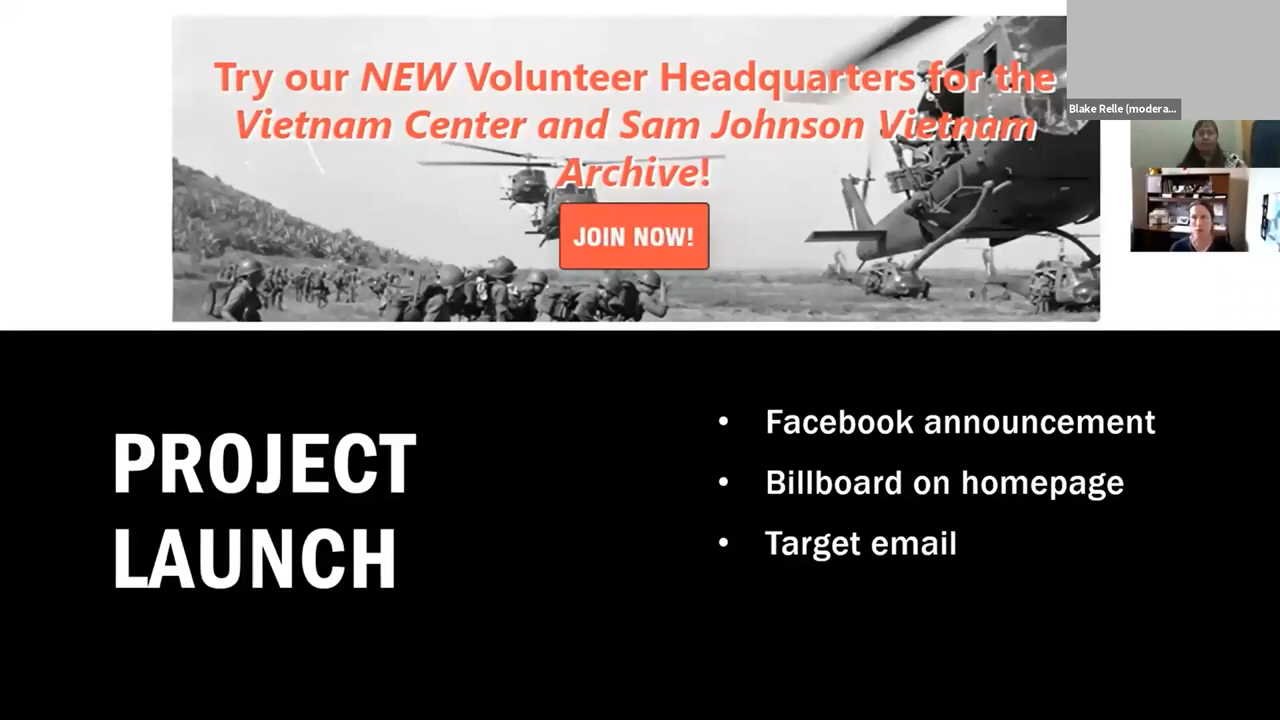 Try our NEW Volunteer Headquarters for the
Vietnam Center and Sam Johnson Vietnam
Archive!
JOIN NOW!
Blake Relle (modera...
PROJECT
LAUNCH
• Facebook announcement
• Billboard on homepage
• Target email